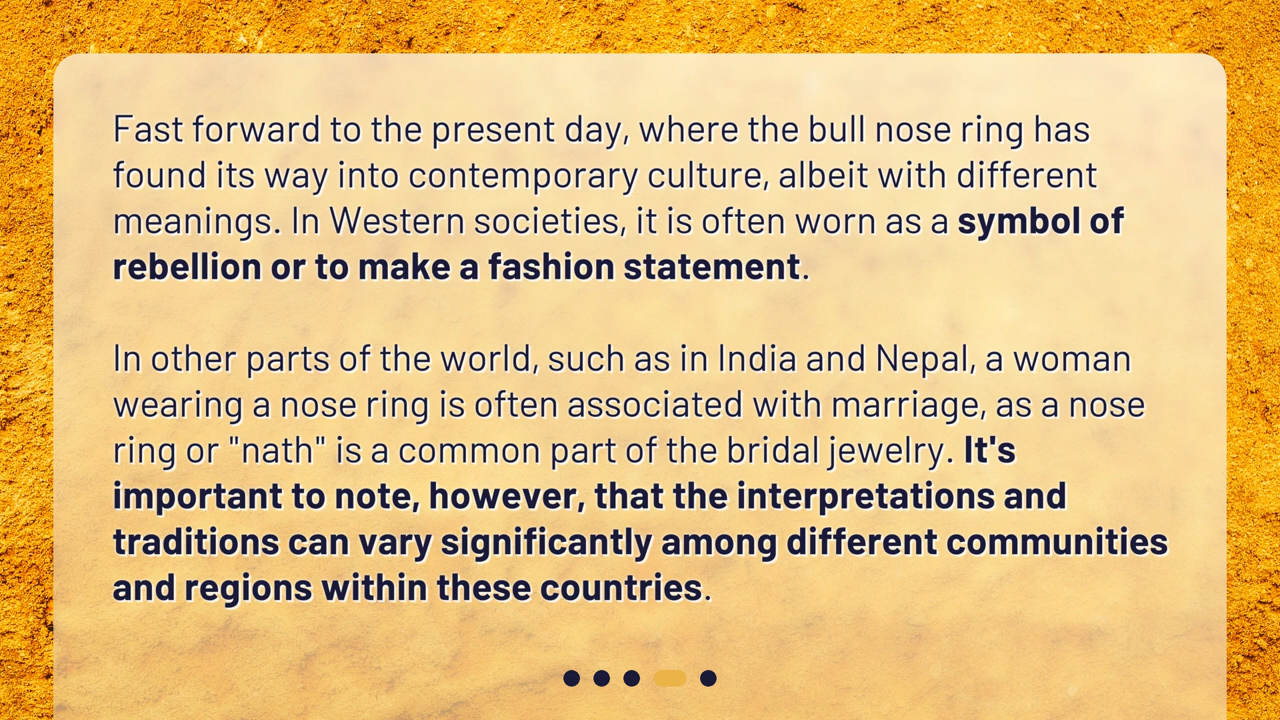 Fast forward to the present day, where the bull nose ring has
found its way into contemporary culture, albeit with different
meanings. In Western societies, it is often worn as a symbol of
rebellion or to make a fashion statement.
In other parts of the world, such as in India and Nepal, a woman
wearing a nose ring is often associated with marriage, as a nose
ring or "nath" is a common part of the bridal jewelry. It's
important to note, however, that the interpretations and
traditions can vary significantly among different communities
and regions within these countries.